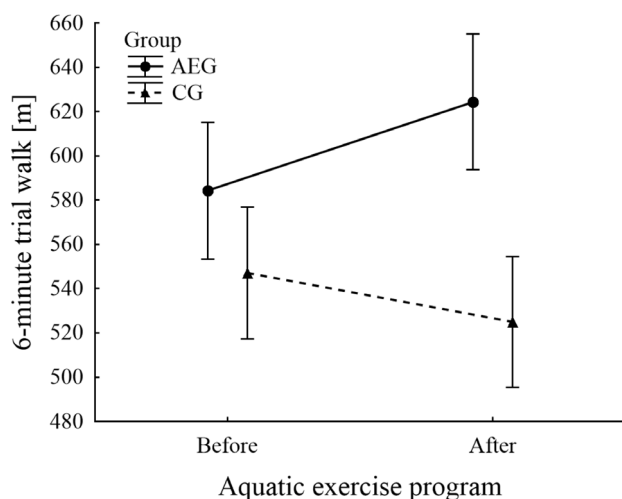 Group
AEG
CG
6-minute trial walk [m]
660
640
620
600
580
560
540
520
500
480
Before After
Aquatic exercise program